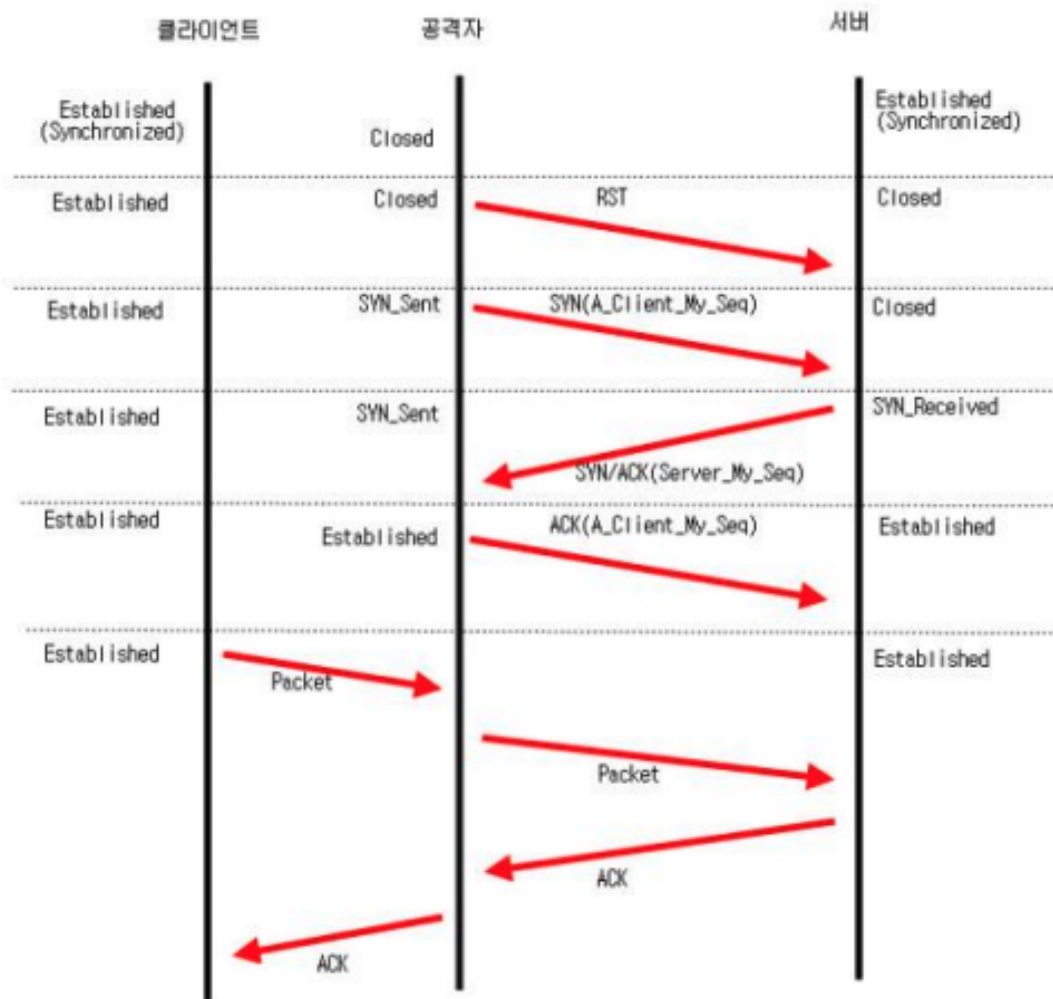 클라이언트
공격자
서버
Established
(Synchronized)
Closed
Established
(Synchronized)
Established
Closed
RST
Closed
Established
SYN_Sent
SYN(A_Client_My_Seq)
Closed
Established
SYN_Sent
SYN_Received
SYN/ACK(Server_My_Seq)
Established
Established
ACK(A_Client_My_Seq)
Established
Established
Packet
Established
Packet
ACK
ACK